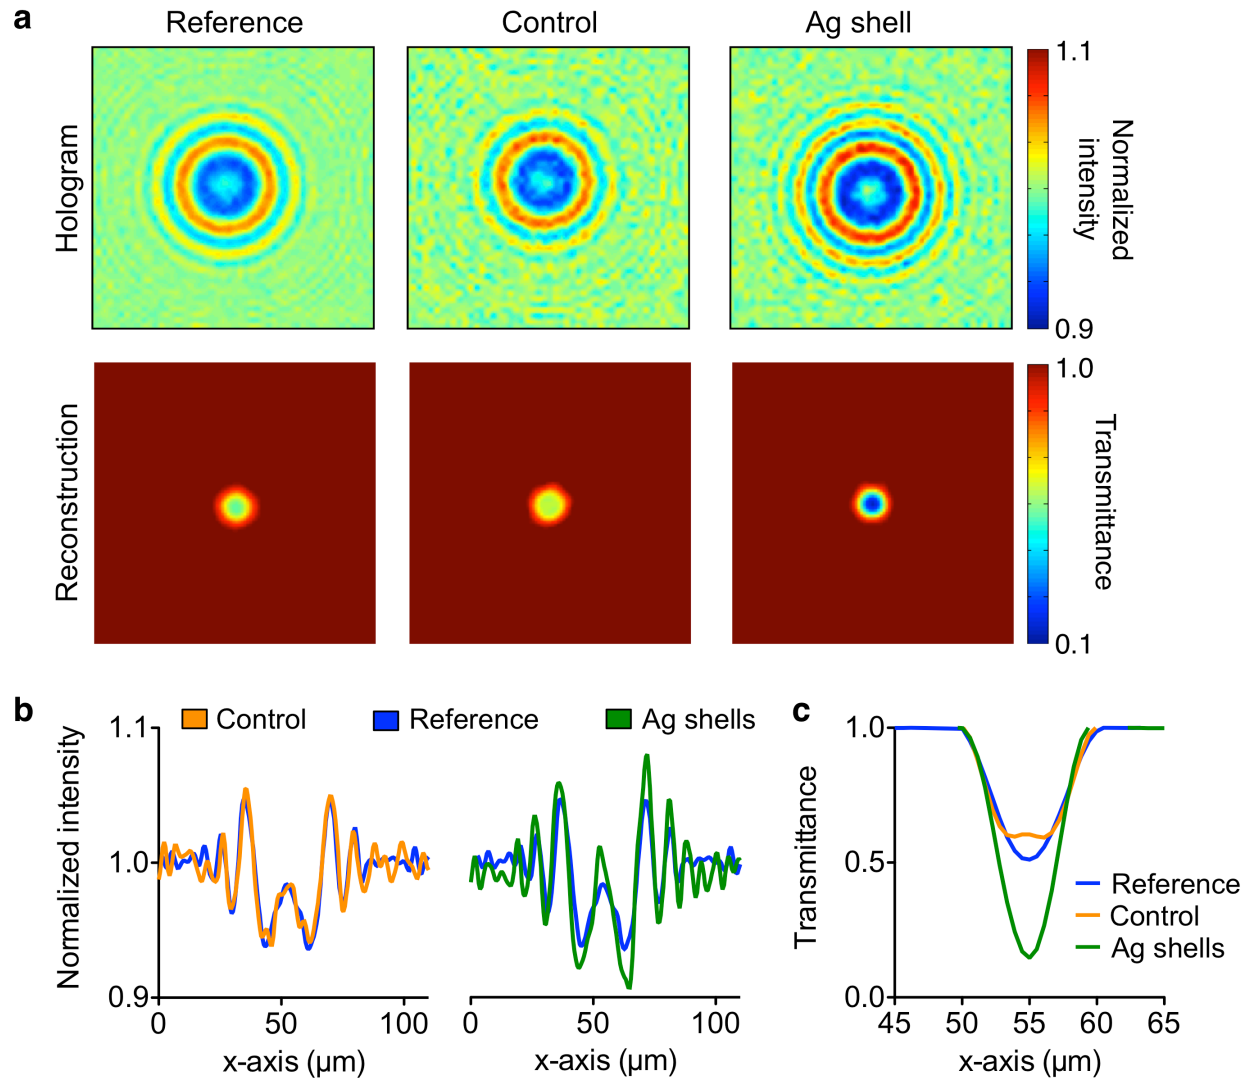 a
Reference
Control
Ag shell
Hologram
1.1
Normalized
intensity
0.9
Reconstruction
1.0
Transmittance
0.1
b
Control
Reference
Ag shells
Normalized intensity
1.1
1.0
0.9
0
50
100
x-axis (µm)
0
50
100
x-axis (µm)
c
Transmittance
1.0
0.5
0.0
Reference
Control
Ag shells
45
50
55
60
65
x-axis (µm)